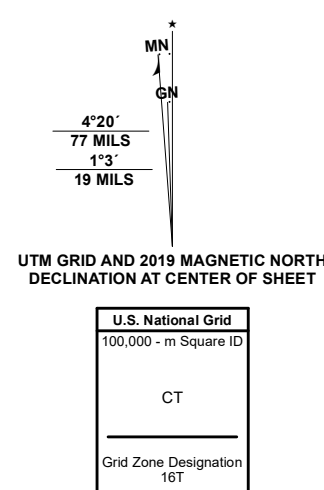 MN
GN
4°20´
77 MILS
1°3´
19 MILS
UTM GRID AND 2019 MAGNETIC NORTH
DECLINATION AT CENTER OF SHEET
U.S. National Grid
100,000 - m Square ID
CT
Grid Zone Designation
16T